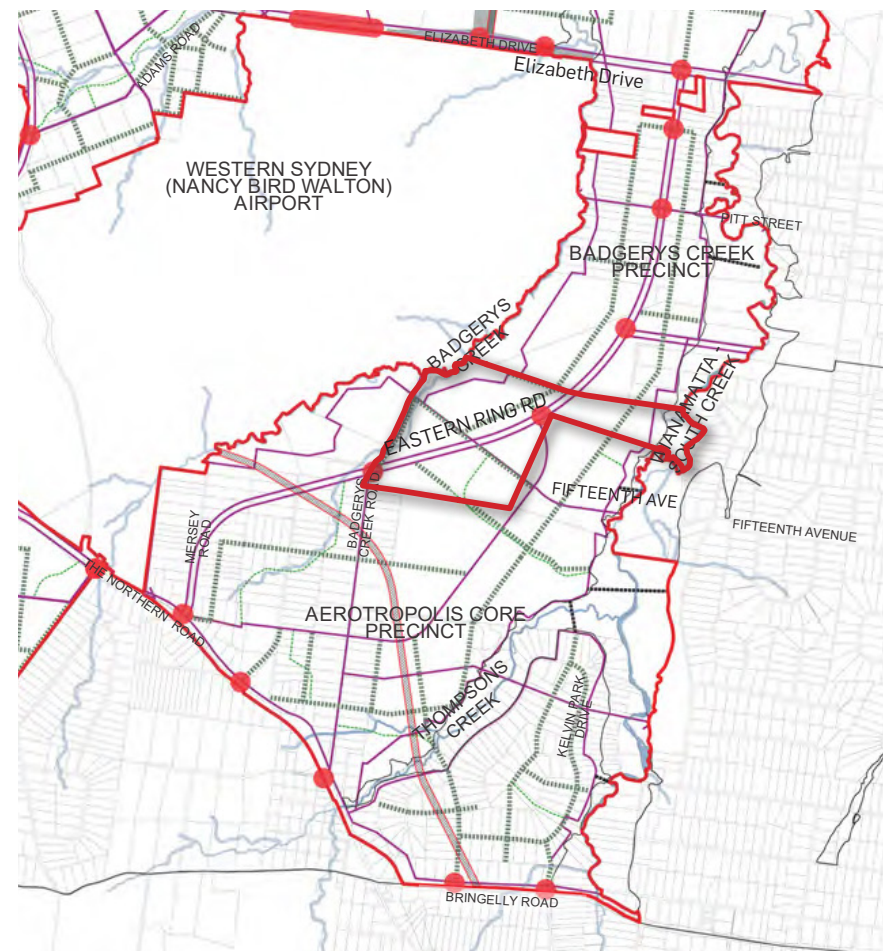 ELIZABETH DRIVE
Elizabeth Drive
ADAMS ROAD
WESTERN SYDNEY
(NANCY BIRD WALTON)
AIRPORT
PITT STREET
BADGERYS CREEK
PRECINCT
BADGERYS
CREEK
WIANAMATTA -
SOUTH CREEK
EASTERN RING RD
BADGERYS
CREEK ROAD
FIFTEENTH AVE
FIFTEENTH AVENUE
MERSEY
ROAD
THE NORTHERN ROAD
AEROTROPOLIS CORE
PRECINCT
THOMPSONS
CREEK
KELVIN PARK
DRIVE
BRINGELLY ROAD